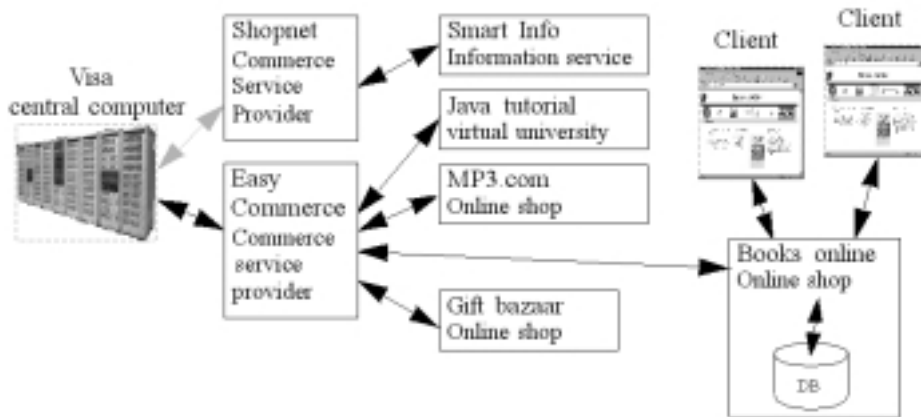 Visa
central computer
Shopnet
Commerce
Service
Provider
Smart Info
Information service
Java tutorial
virtual university
Easy
Commerce
Commerce
service
provider
MP3.com
Online shop
Gift bazaar
Online shop
Client
Client
Books online
Online shop
DB